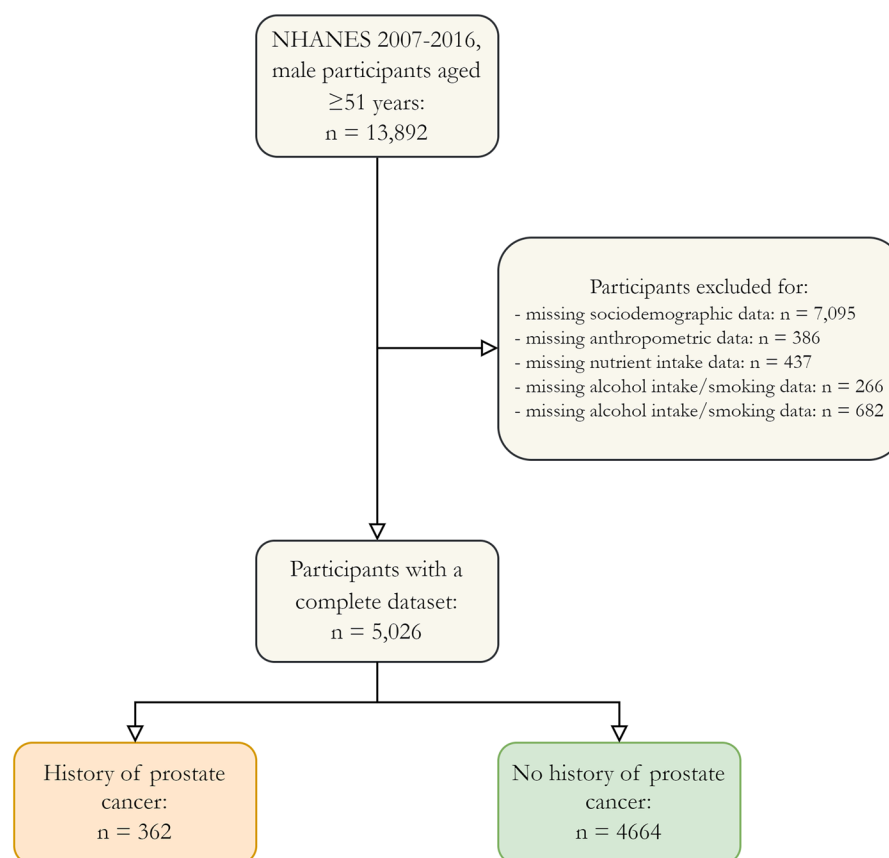 NHANES 2007-2016,
male participants aged
≥51 years:
n = 13,892
Participants excluded for:
- missing sociodemographic data: n = 7,095
- missing anthropometric data: n = 386
- missing nutrient intake data: n = 437
- missing alcohol intake/smoking data: n = 266
- missing alcohol intake/smoking data: n = 682
Participants with a
complete dataset:
n = 5,026
History of prostate
cancer:
n = 362
No history of prostate
cancer:
n = 4664